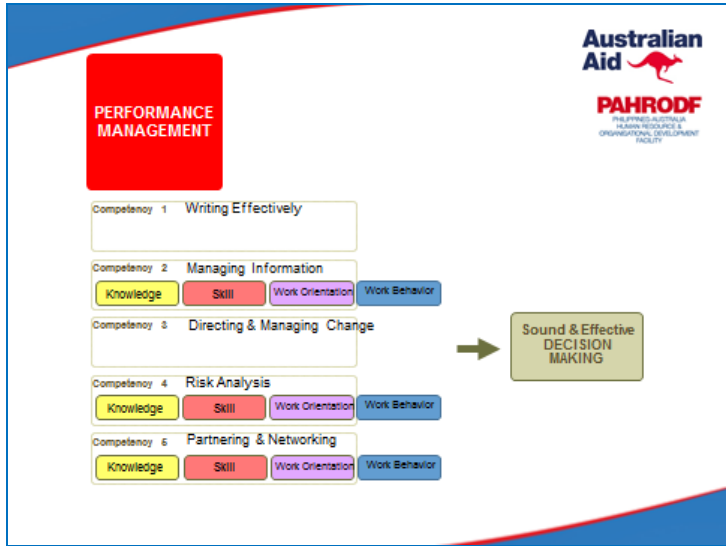 Australian
Aid
PAHRODF
PHILIPPINES-AUSTRALIA
HUMAN RESOURCE &
ORGANISATIONAL DEVELOPMENT
FACILITY
PERFORMANCE
MANAGEMENT
Competency 1 Writing Effectively
Competency 2 Managing Information
Knowledge Skill Work Orientation Work Behavior
Competency 3 Directing & Managing Change
Sound & Effective
DECISION
MAKING
Competency 4 Risk Analysis
Knowledge Skill Work Orientation Work Behavior
Competency 5 Partnering & Networking
Knowledge Skill Work Orientation Work Behavior